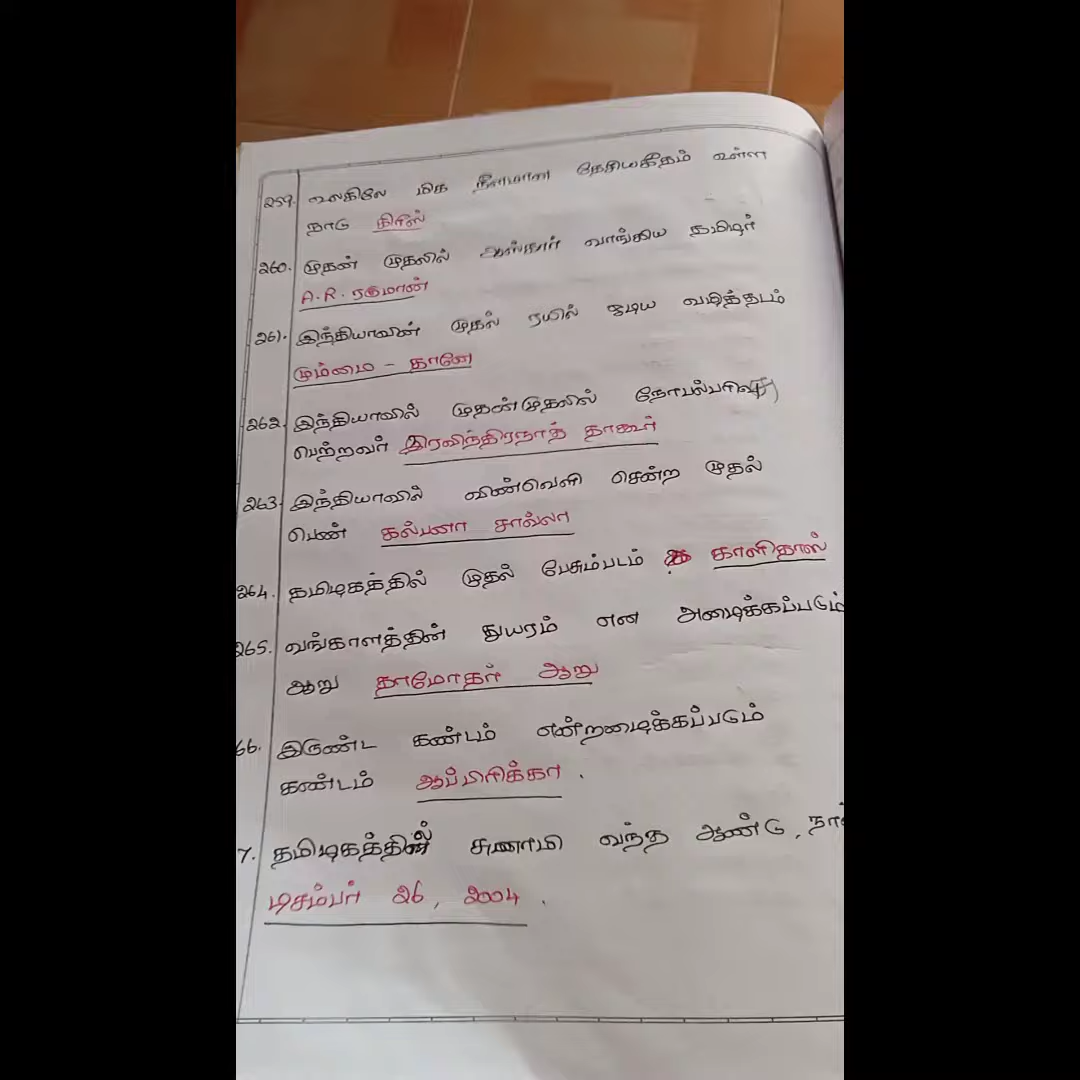 259. உலகிலே மிக நீளமான தேசியகீதம் உள்ள
நாடு கிரீஸ்
260. முதன் முதலில் ஆஸ்கார் வாங்கிய தமிழர்
A.R. ரகுமான்
261. இந்தியாவின் முதல் ரயில் ஓடிய வழித்தடம்
மும்மை - தானே
262. இந்தியாவில் முதன்முதலில் நோபல்பரிசு
பெற்றவர் இரவிந்திரநாத் தாகூர்
263. இந்தியாவில் விண்வெளி சென்ற முதல்
பெண் கல்பனா சாவ்லா
264. தமிழகத்தில் முதல் பேசும்படம் காளிதாஸ்
265. வங்காளத்தின் துயரம் என அழைக்கப்படும்
ஆறு தாமோதர் ஆறு
66. இருண்ட கண்டம் என்றழைக்கப்படும்
கண்டம் ஆப்பிரிக்கா .
7. தமிழகத்தில் சுனாமி வந்த ஆண்டு,
டிசம்பர் 26, 2004 .